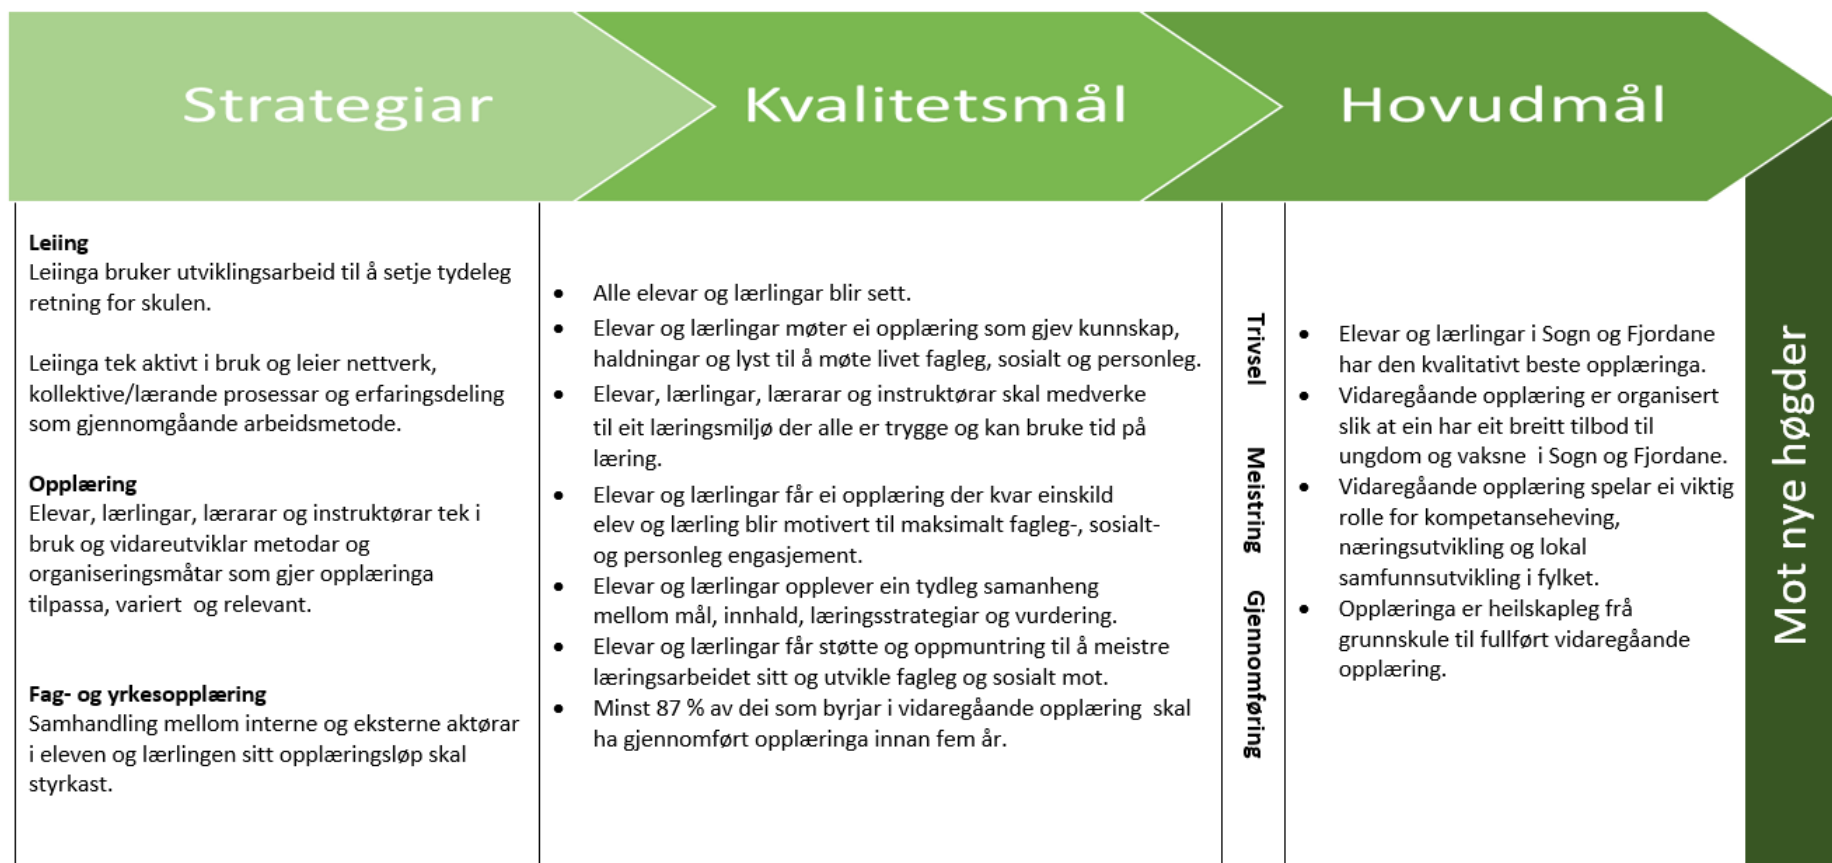 Strategiar
Kvalitetsmål
Hovudmål
Leiing
Leiinga bruker utviklingsarbeid til å setje tydeleg
retning for skulen.
Leiinga tek aktivt i bruk og leier nettverk,
kollektive/lærande prosessar og erfaringsdeling
som gjennomgåande arbeidsmetode.
Opplæring
Elevar, lærlingar, lærarar og instruktørar tek i
bruk og vidareutviklar metodar og
organiseringsmåtar som gjer opplæringa
tilpassa, variert og relevant.
Fag- og yrkesopplæring
Samhandling mellom interne og eksterne aktørar
i eleven og lærlingen sitt opplæringsløp skal
styrkast.
• Alle elevar og lærlingar blir sett.
• Elevar og lærlingar møter ei opplæring som gjev kunnskap,
haldningar og lyst til å møte livet fagleg, sosialt og personleg.
• Elevar, lærlingar, lærarar og instruktørar skal medverke
til eit læringsmiljø der alle er trygge og kan bruke tid på
læring.
• Elevar og lærlingar får ei opplæring der kvar einskild
elev og lærling blir motivert til maksimalt fagleg-, sosialt-
og personleg engasjement.
• Elevar og lærlingar opplever ein tydleg samanheng
mellom mål, innhald, læringsstrategiar og vurdering.
• Elevar og lærlingar får støtte og oppmuntring til å meistre
læringsarbeidet sitt og utvikle fagleg og sosialt mot.
• Minst 87 % av dei som byrjar i vidaregåande opplæring skal
ha gjennomført opplæringa innan fem år.
Trivsel Meistring Gjennomføring
• Elevar og lærlingar i Sogn og Fjordane
har den kvalitativt beste opplæringa.
• Vidaregåande opplæring er organisert
slik at ein har eit breitt tilbod til
ungdom og vaksne i Sogn og Fjordane.
• Vidaregåande opplæring spelar ei viktig
rolle for kompetanseheving,
næringsutvikling og lokal
samfunnsutvikling i fylket.
• Opplæringa er heilskapleg frå
grunnskule til fullført vidaregåande
opplæring.
Mot nye høgder